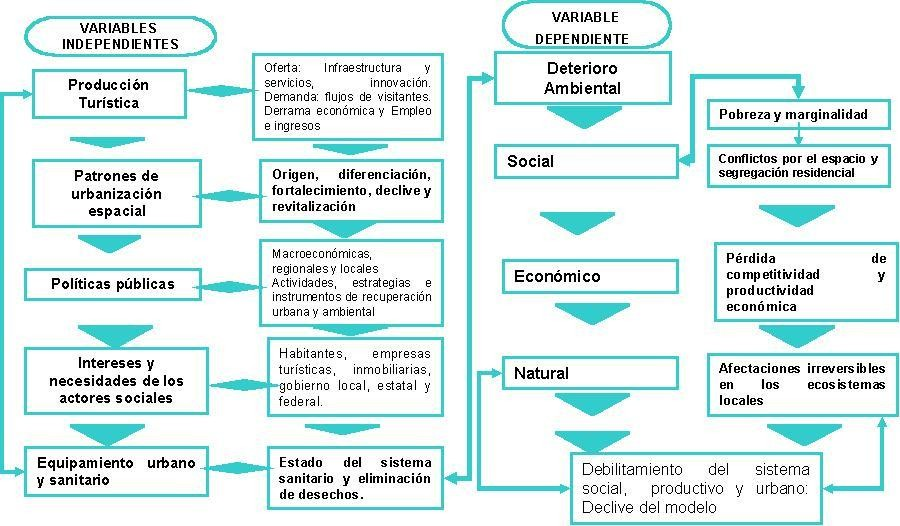 VARIABLES
INDEPENDIENTES
Producción
Turística
Oferta: Infraestructura y
servicios, innovación.
Demanda: flujos de visitantes.
Derrama económica y Empleo
e ingresos
Patrones de
urbanización
espacial
Origen, diferenciación,
fortalecimiento, declive y
revitalización
Políticas públicas
Macroeconómicas,
regionales y locales
Actividades, estrategias e
instrumentos de recuperación
urbana y ambiental
Intereses y
necesidades de los
actores sociales
Habitantes, empresas
turísticas, inmobiliarias,
gobierno local, estatal y
federal.
Equipamiento urbano
y sanitario
Estado del sistema
sanitario y eliminación
de desechos.
VARIABLE
DEPENDIENTE
Deterioro
Ambiental
Social
Pobreza y marginalidad
Conflictos por el espacio y
segregación residencial
Económico
Pérdida de
competitividad y
productividad
económica
Natural
Afectaciones irreversibles
en los ecosistemas
locales
Debilitamiento del sistema
social, productivo y urbano:
Declive del modelo